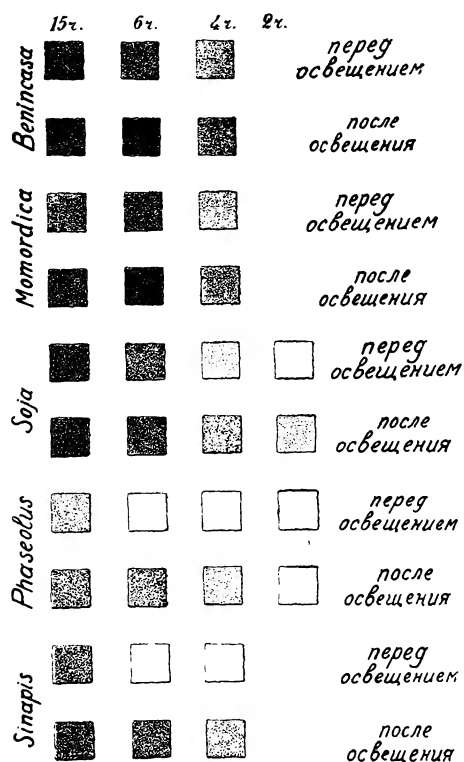 15ч. 6ч. 4ч. 2ч.
Benincasa
перед
освещением
после
освещения
Momordica
перед
освещением
после
освещения
Soja
перед
освещением
после
освещения
Phaseolus
перед
освещением
после
освещения
Sinapis
перед
освещением
после
освещения